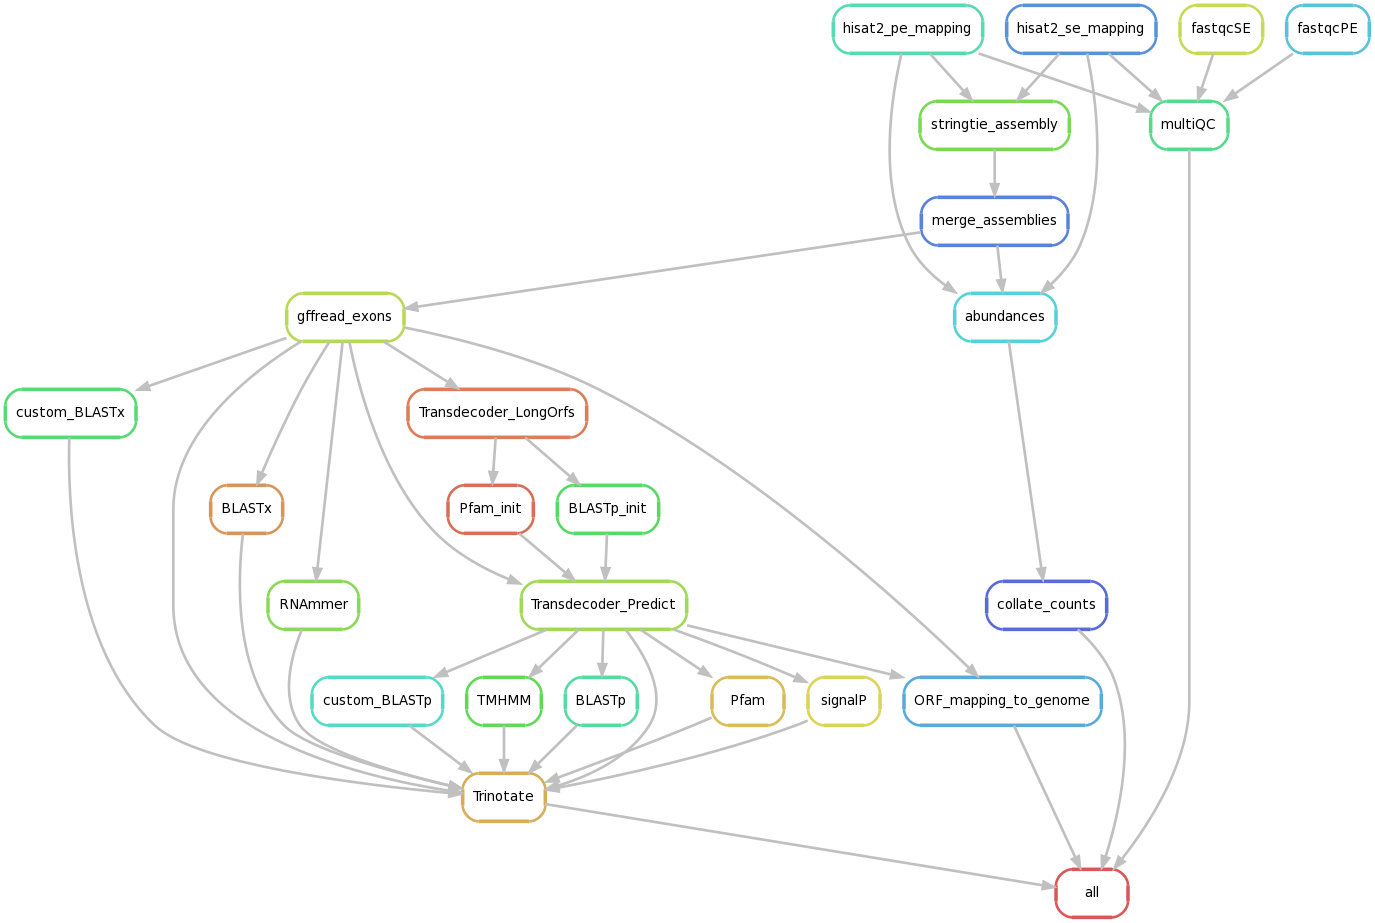 hisat2_pe_mapping
hisat2_se_mapping
fastqcSE
fastqcPE
stringtie_assembly
multiQC
merge_assemblies
gffread_exons
abundances
custom_BLASTx
Transdecoder_LongOrfs
BLASTx
Pfam_init
BLASTp_init
RNAmmer
Transdecoder_Predict
collate_counts
custom_BLASTp
TMHMM
BLASTp
Pfam
signalP
ORF_mapping_to_genome
Trinotate
all